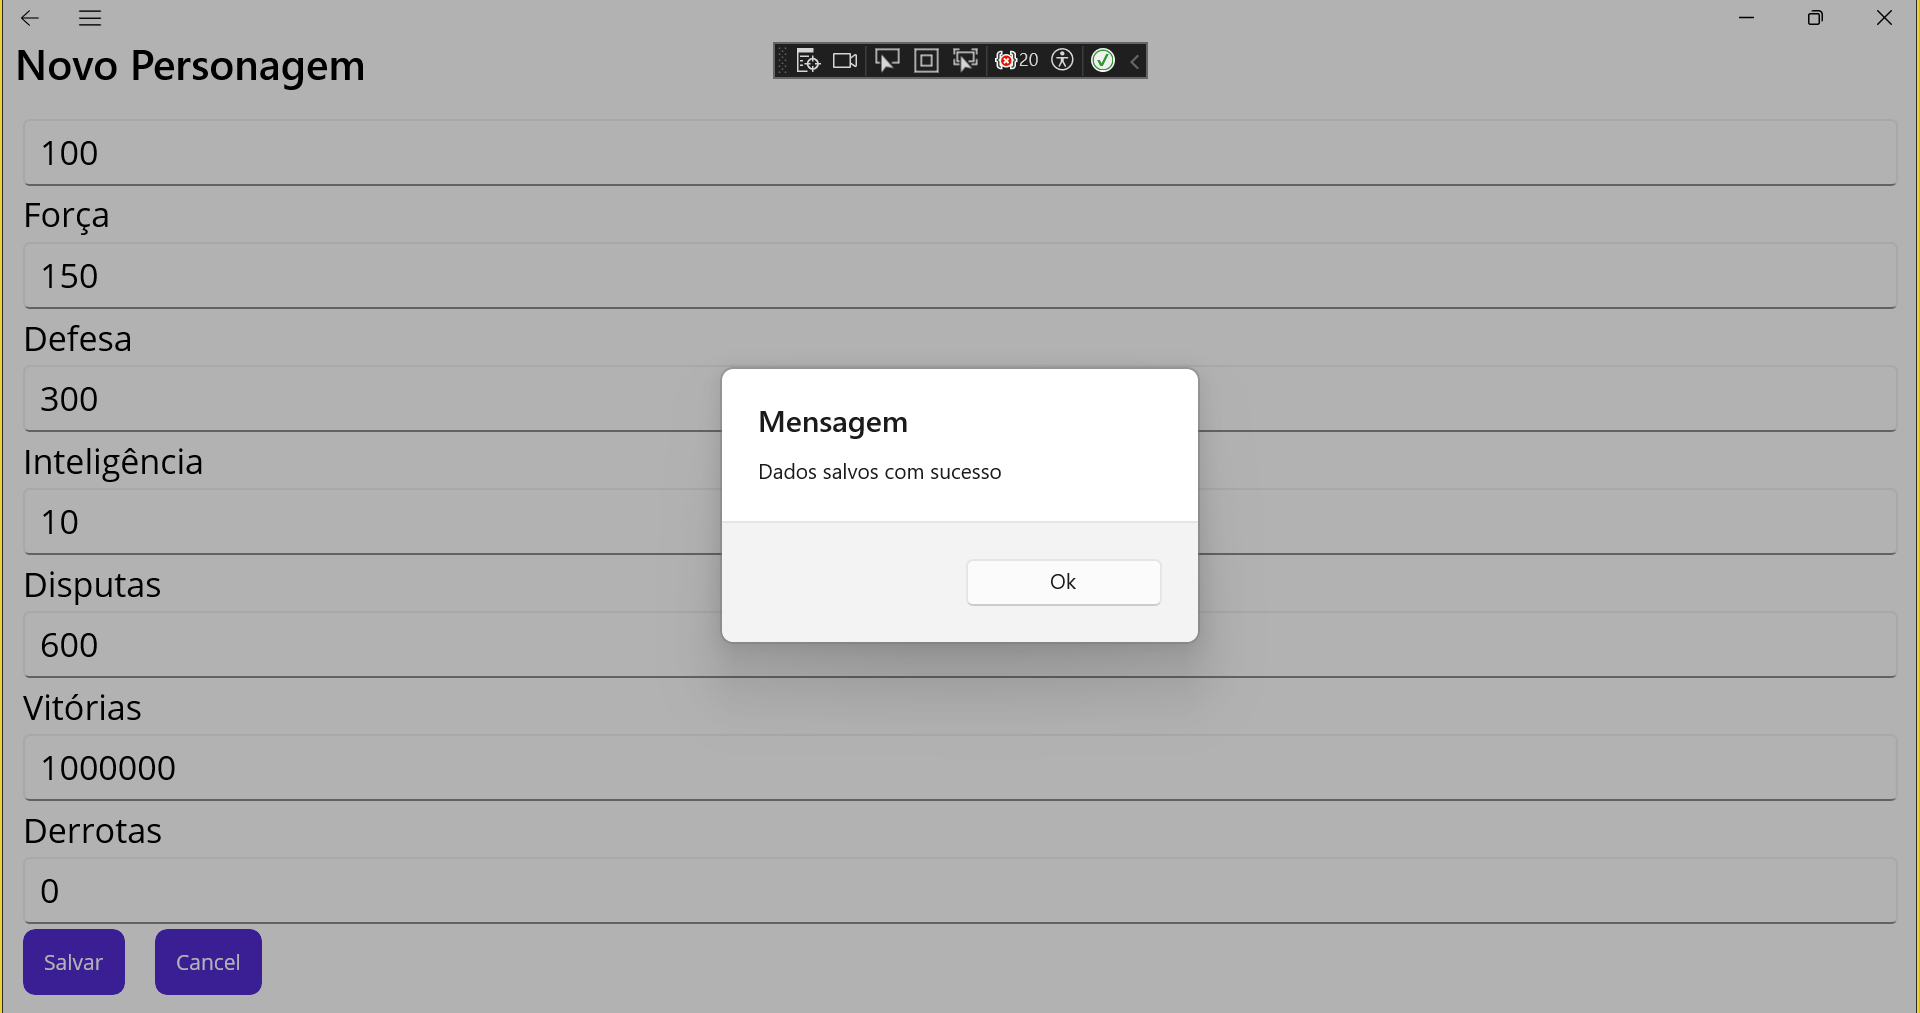 Novo Personagem
20
100
Força
150
Defesa
300
Inteligência
10
Disputas
600
Vitórias
1000000
Derrotas
0
Salvar Cancel
Mensagem
Dados salvos com sucesso
Ok